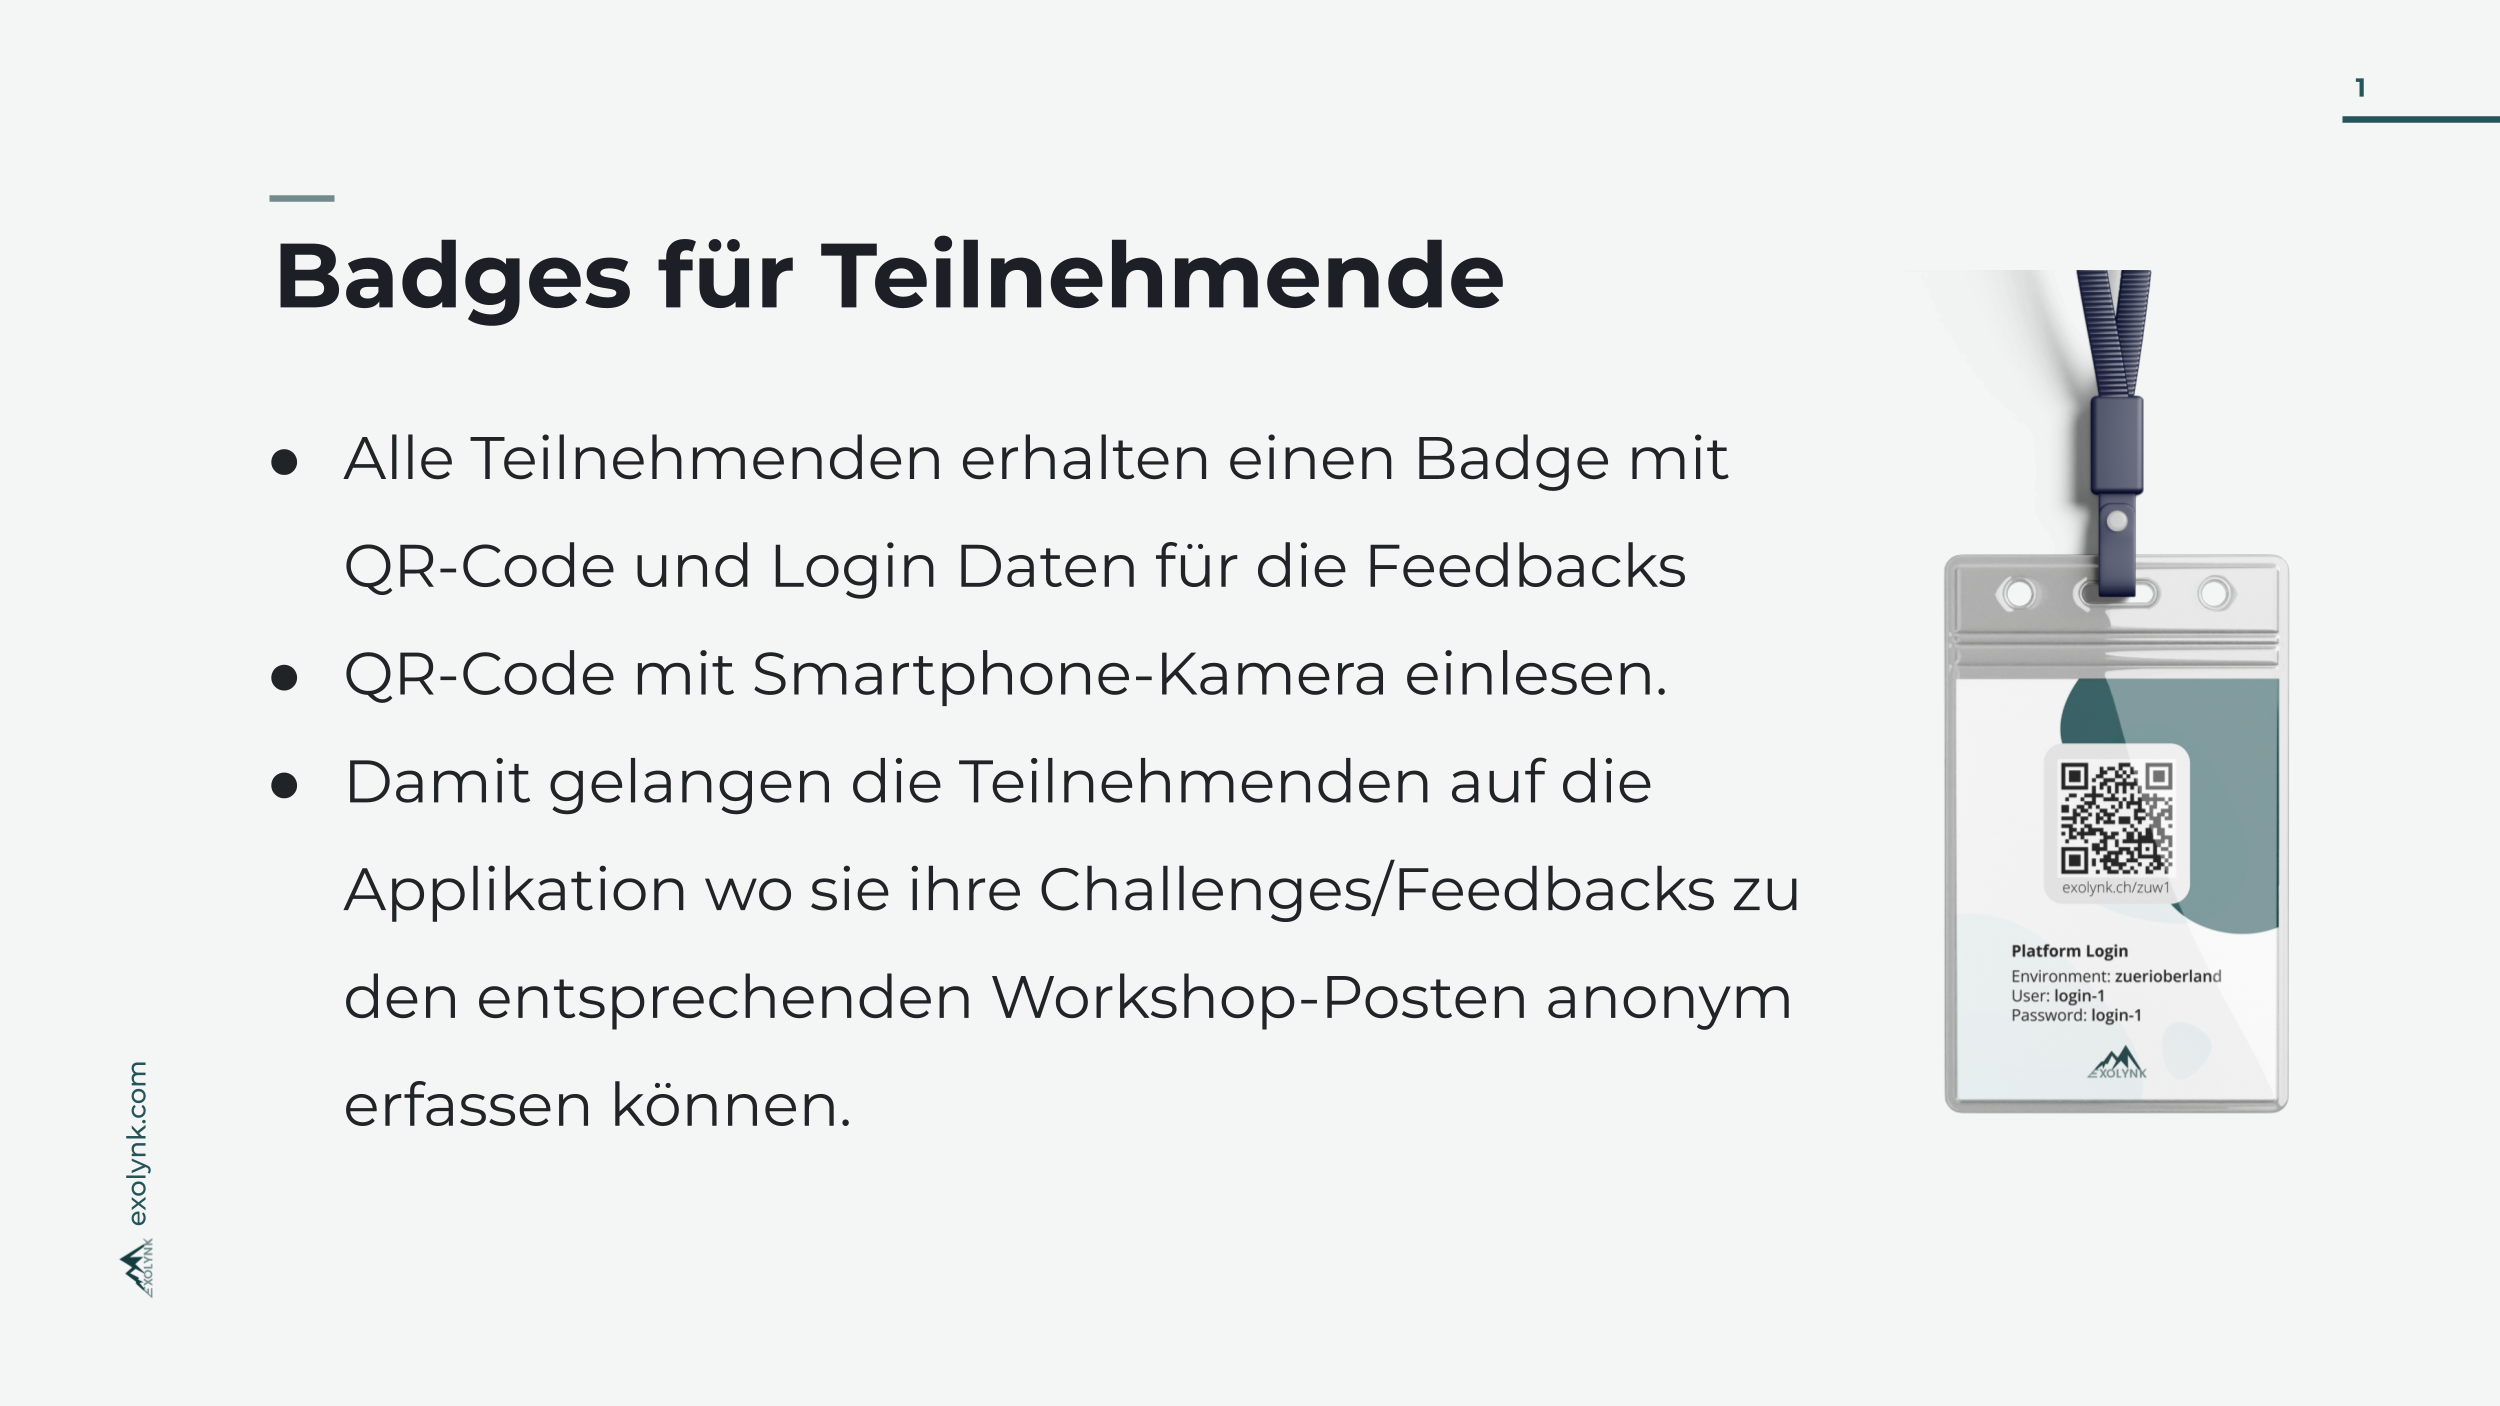 1
Badges für Teilnehmende
● Alle Teilnehmenden erhalten einen Badge mit
QR-Code und Login Daten für die Feedbacks
● QR-Code mit Smartphone-Kamera einlesen.
● Damit gelangen die Teilnehmenden auf die
Applikation wo sie ihre Challenges/Feedbacks zu
den entsprechenden Workshop-Posten anonym
erfassen können.
exolynk.ch/zuw1
Platform Login
Environment: zuerioberland
User: login-1
Password: login-1
EXOLYNK
exolynk.com
EXOLYNK